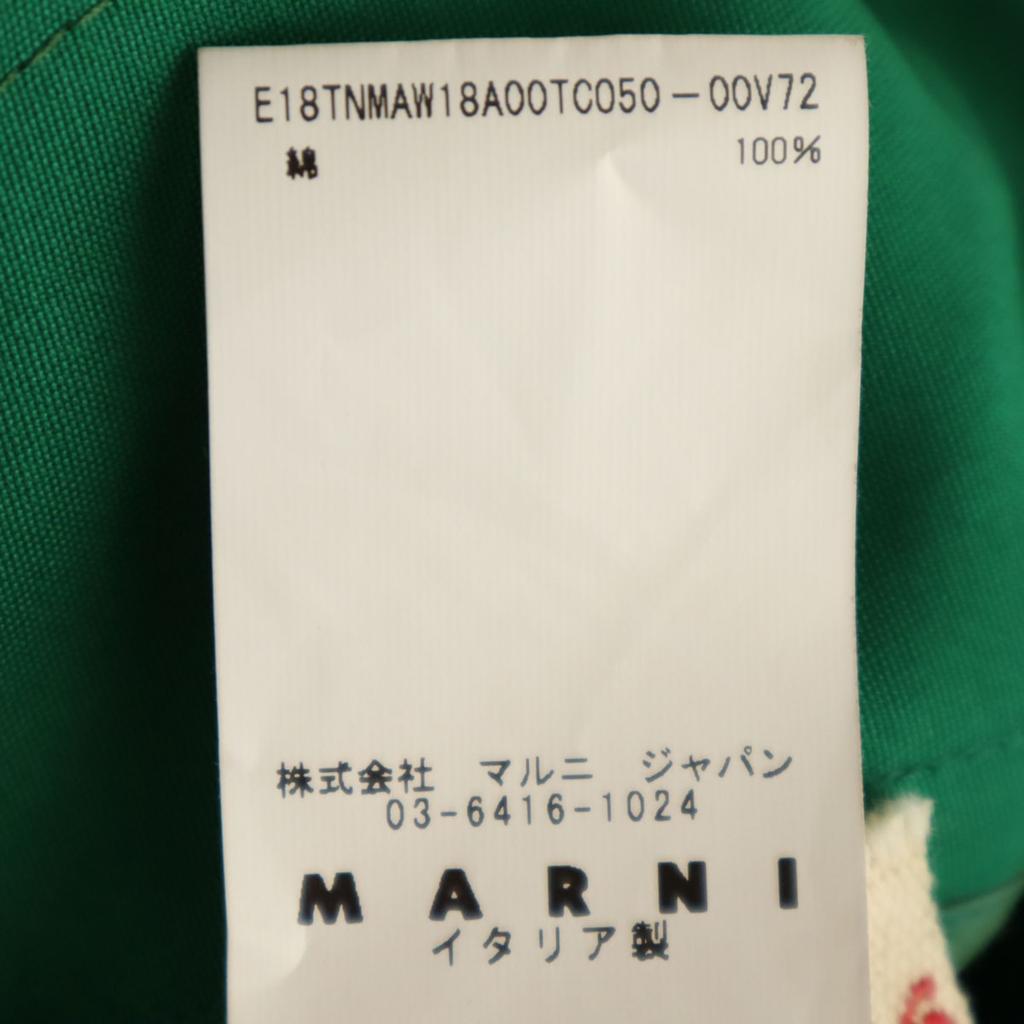 E18TNMAW18A00TC050-00V72
綿 100%
株式会社 マルニ ジャパン
03-6416-1024
MARNI
イタリア製